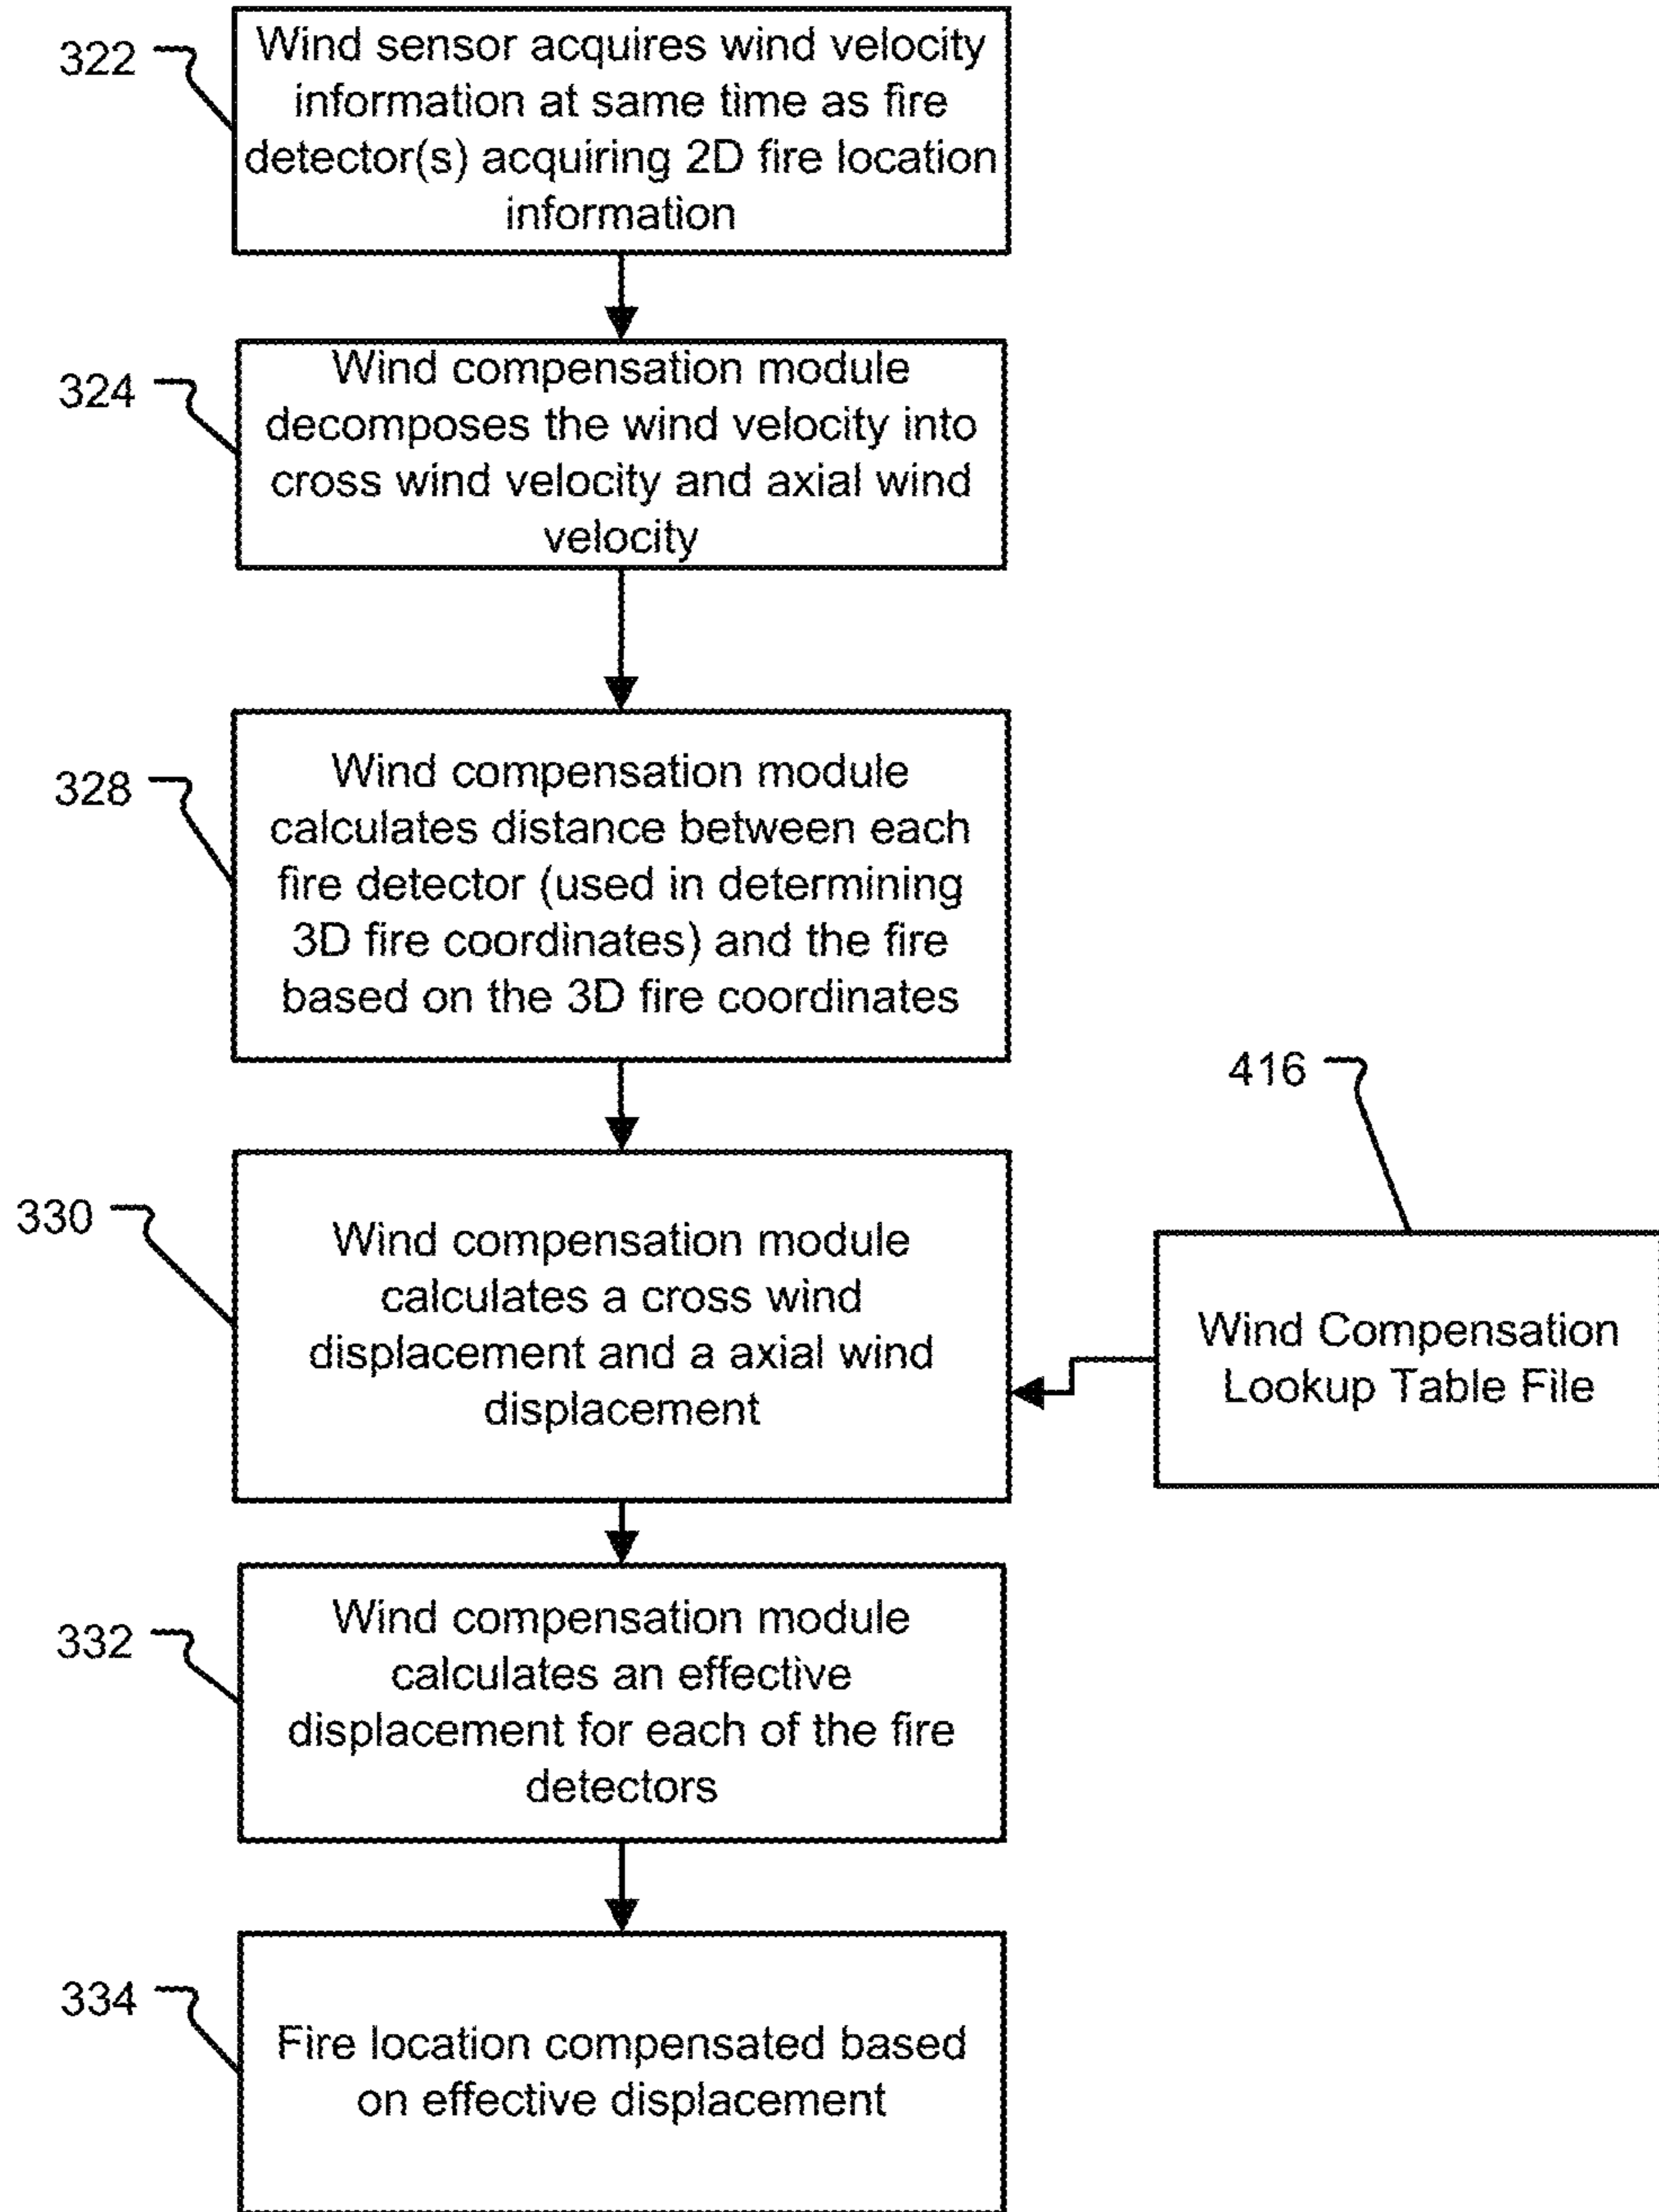 322
Wind sensor acquires wind velocity
information at same time as fire
detector(s) acquiring 2D fire location
information
324
Wind compensation module
decomposes the wind velocity into
cross wind velocity and axial wind
velocity
328
Wind compensation module
calculates distance between each
fire detector (used in determining
3D fire coordinates) and the fire
based on the 3D fire coordinates
330
Wind compensation module
calculates a cross wind
displacement and a axial wind
displacement
416
Wind Compensation
Lookup Table File
332
Wind compensation module
calculates an effective
displacement for each of the fire
detectors
334
Fire location compensated based
on effective displacement